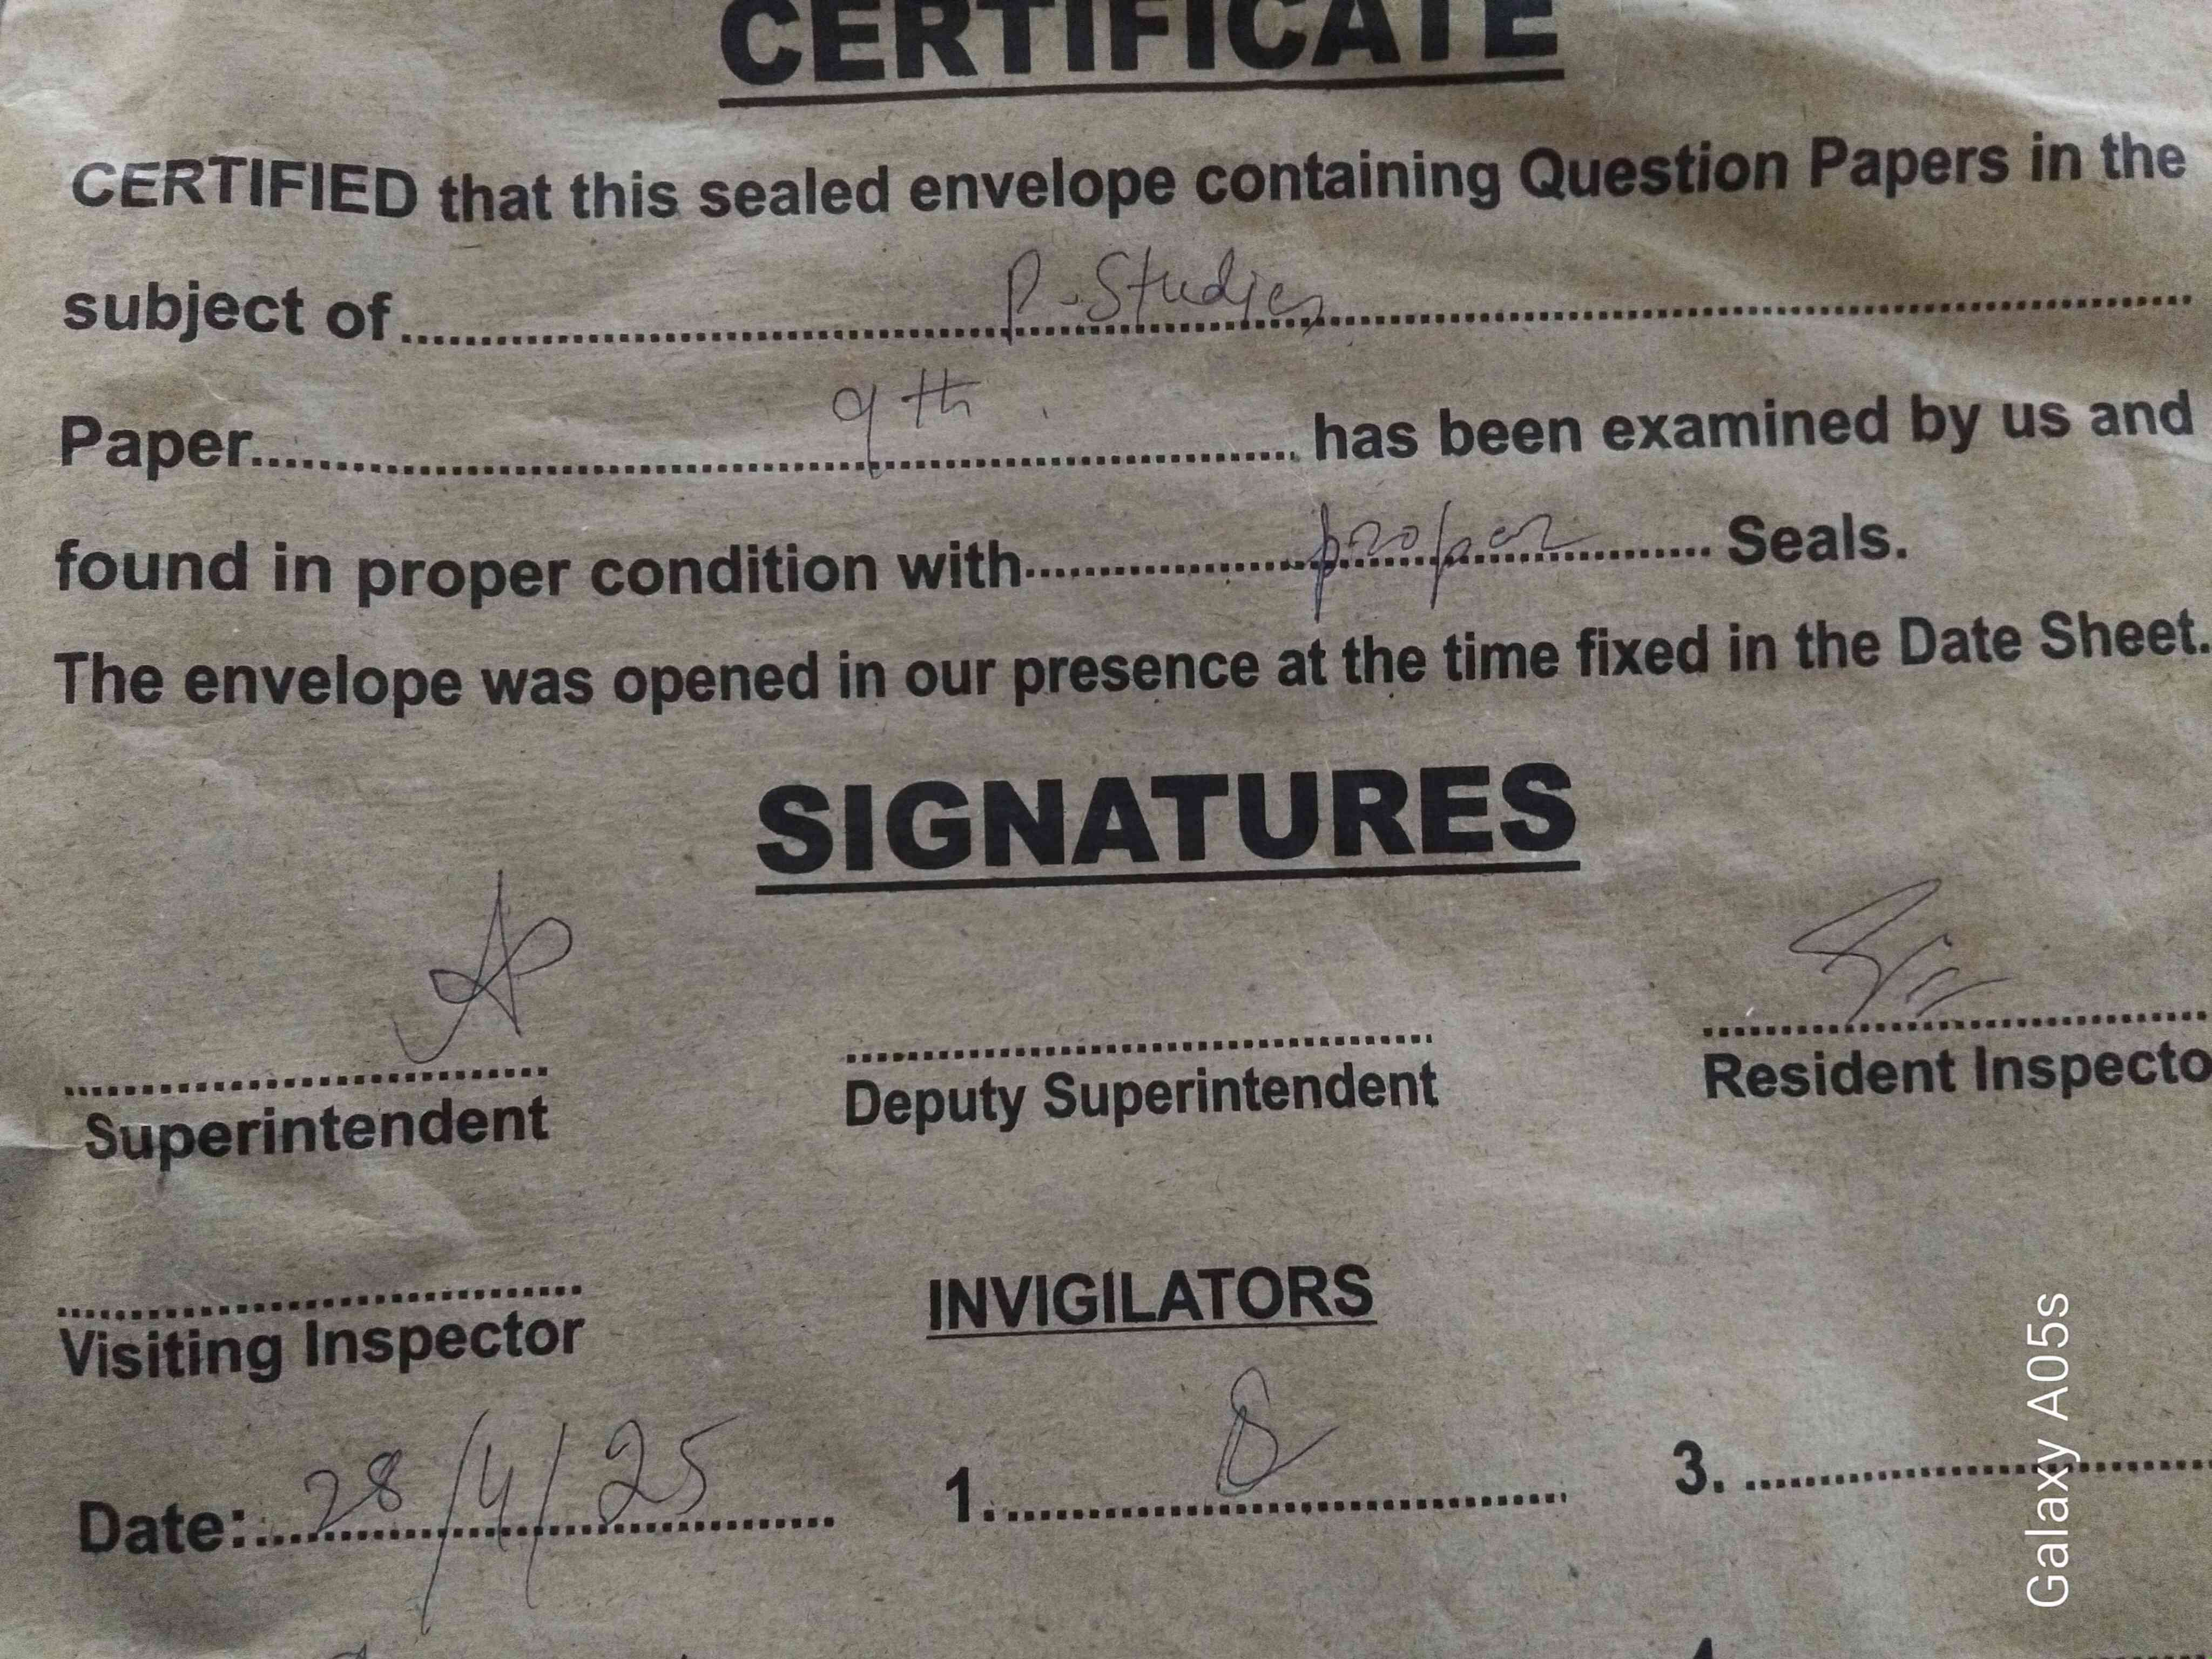 CERTIFICATE
CERTIFIED that this sealed envelope containing Question Papers in the
subject of P-Studies
Paper 9th has been examined by us and
found in proper condition with proper Seals.
The envelope was opened in our presence at the time fixed in the Date Sheet.
SIGNATURES
Superintendent
Deputy Superintendent
Resident Inspecto
Visiting Inspector
INVIGILATORS
Date: 28/4/25
1.
3.
Galaxy A05s